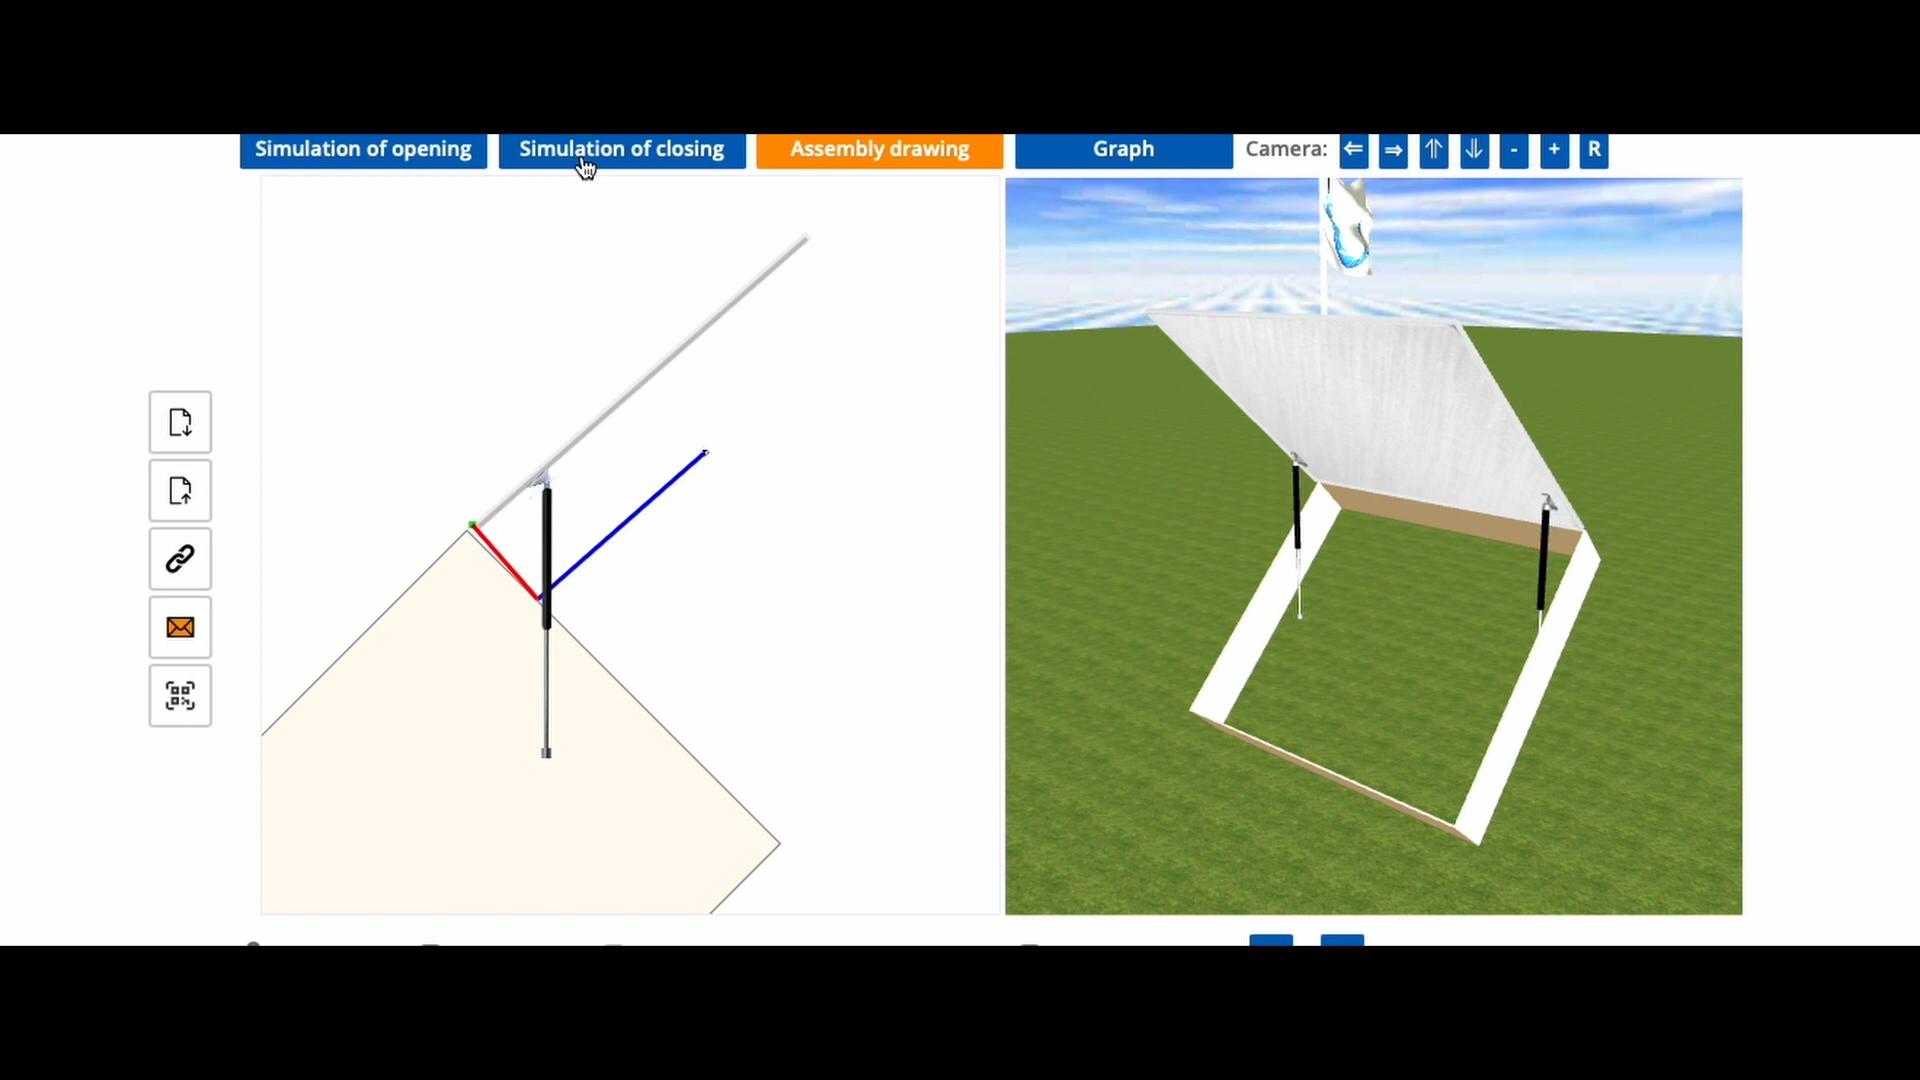 Simulation of opening Simulation of closing Assembly drawing Graph Camera: ⇐ ⇒ ⇑ ⇓ - + R